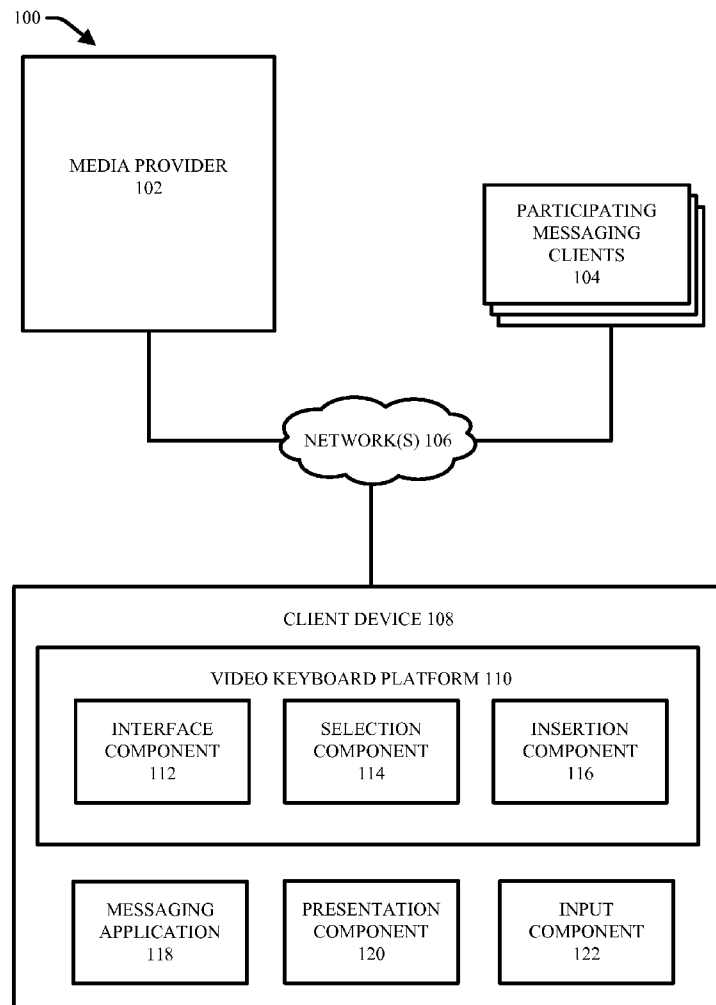 100
MEDIA PROVIDER
102
PARTICIPATING
MESSAGING
CLIENTS
104
NETWORK(S) 106
CLIENT DEVICE 108
VIDEO KEYBOARD PLATFORM 110
INTERFACE
COMPONENT
112
SELECTION
COMPONENT
114
INSERTION
COMPONENT
116
MESSAGING
APPLICATION
118
PRESENTATION
COMPONENT
120
INPUT
COMPONENT
122